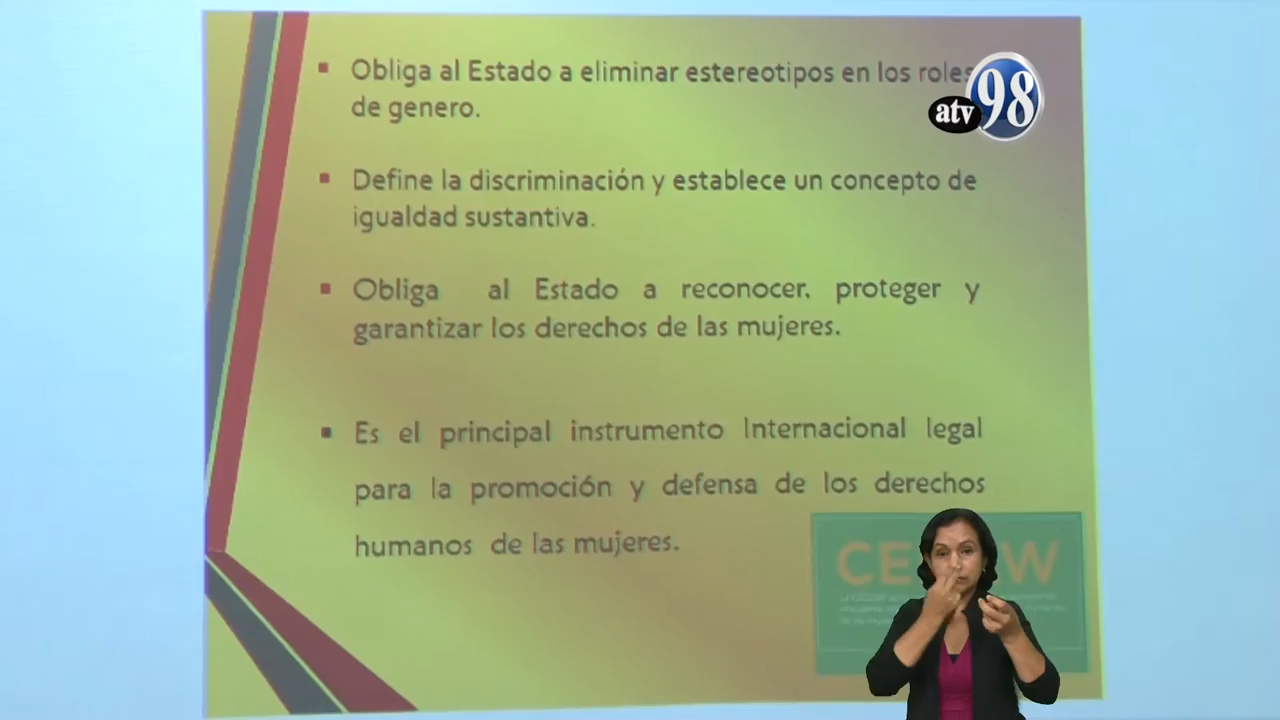 ▪ Obliga al Estado a eliminar estereotipos en los roles
de genero.
▪ Define la discriminación y establece un concepto de
igualdad sustantiva.
▪ Obliga al Estado a reconocer, proteger y
garantizar los derechos de las mujeres.
▪ Es el principal instrumento Internacional legal
para la promoción y defensa de los derechos
humanos de las mujeres.
atv 98
CE W